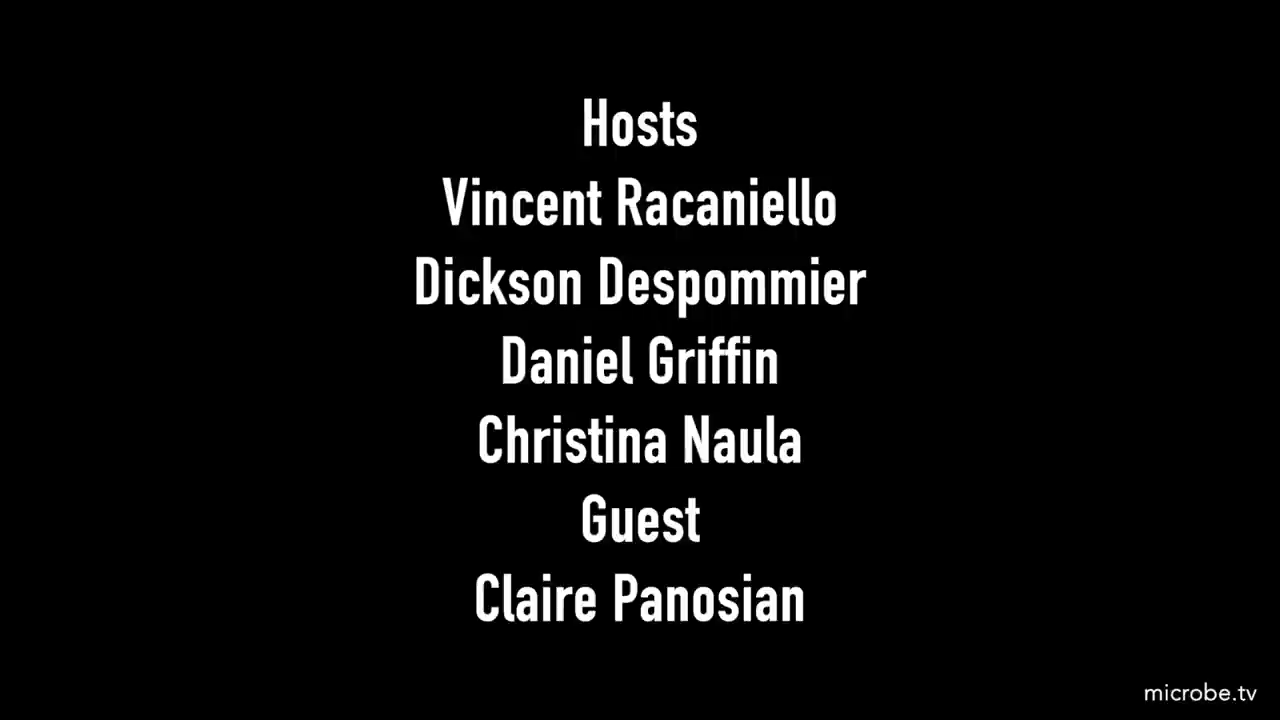 Hosts
Vincent Racaniello
Dickson Despommier
Daniel Griffin
Christina Naula
Guest
Claire Panosian
microbe.tv